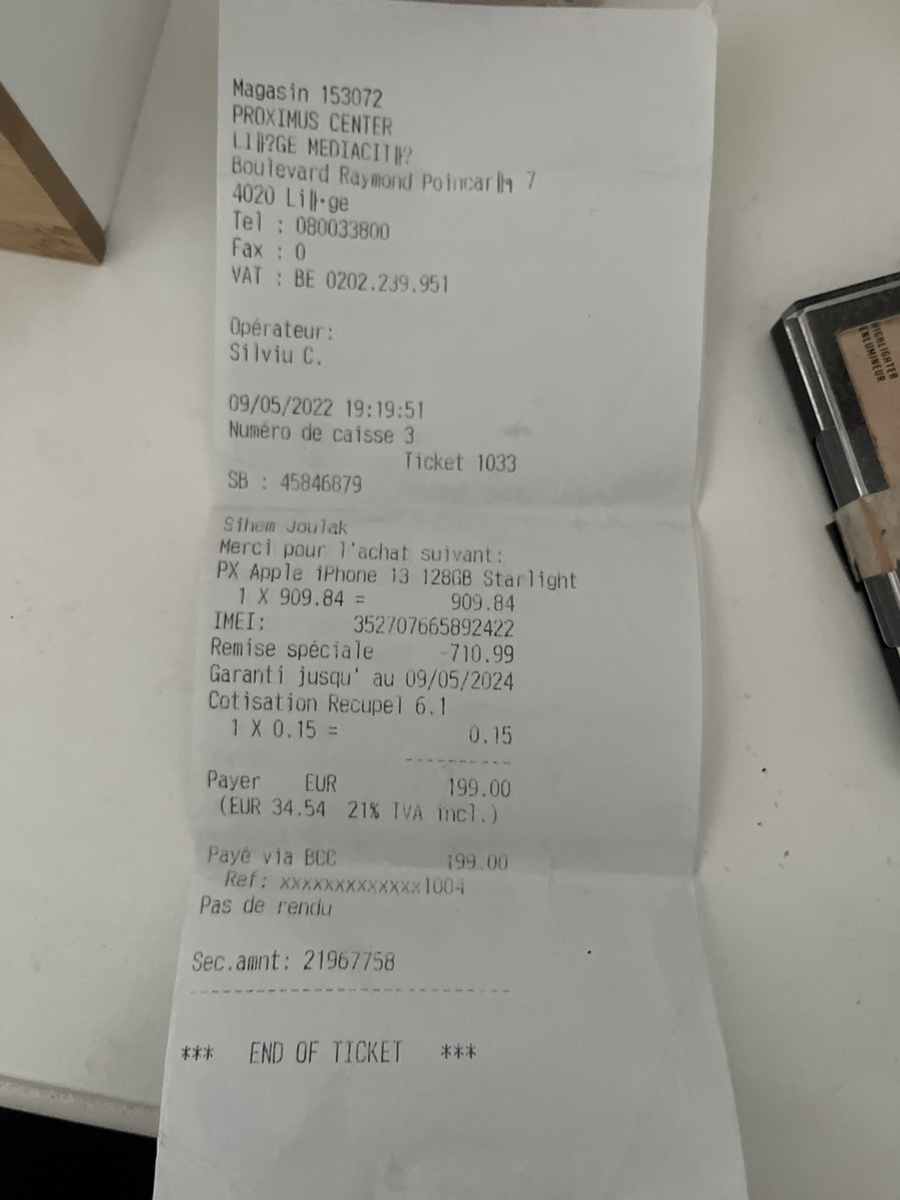 Magasin 153072
PROXIMUS CENTER
LI╟?GE MEDIACIT╟?
Boulevard Raymond Poincar╟╕ 7
4020 Li╟·ge
Tel : 080033800
Fax : 0
VAT : BE 0202.239.951
Opérateur:
Silviu C.
09/05/2022 19:19:51
Numéro de caisse 3
Ticket 1033
SB : 45846879
Sihem Joulak
Merci pour l'achat suivant:
PX Apple iPhone 13 128GB Starlight
1 X 909.84 = 909.84
IMEI: 352707665892422
Remise spéciale -710.99
Garanti jusqu' au 09/05/2024
Cotisation Recupel 6.1
1 X 0.15 = 0.15
------------
Payer EUR 199.00
(EUR 34.54 21% TVA incl.)
Payé via BCC 199.00
Ref: xxxxxxxxxxxxx1004
Pas de rendu
Sec.amnt: 21967758
------------------------------------
*** END OF TICKET ***
HIGHLIGHTER
ENLUMINEUR